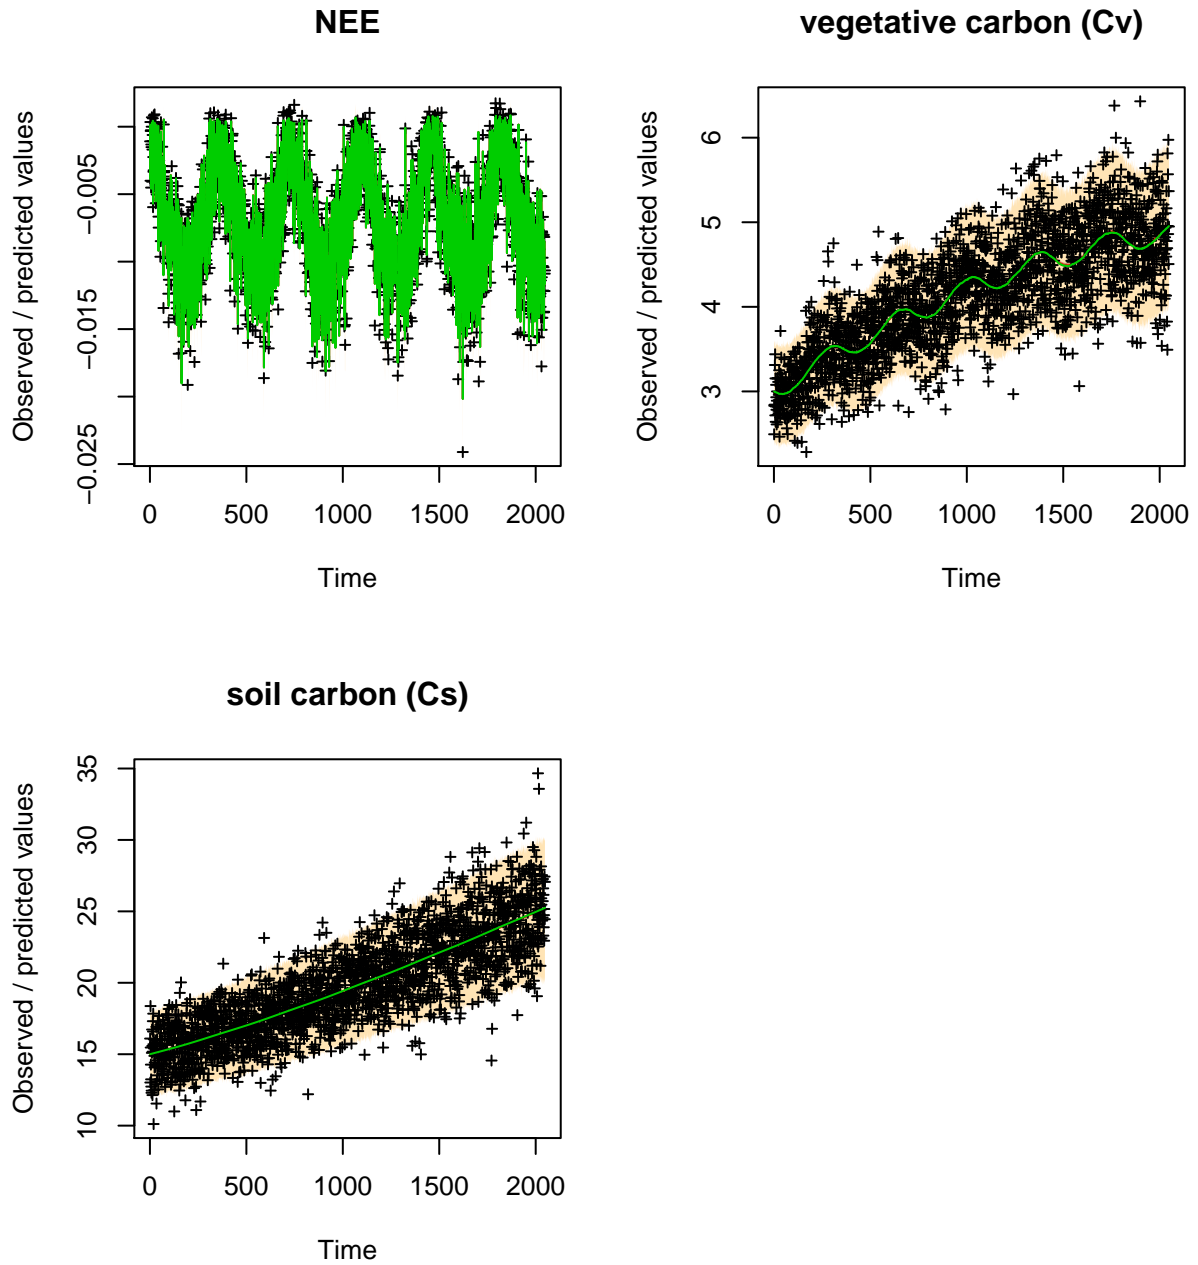 NEE
Observed / predicted values
−0.005
−0.015
−0.025
0 500 1000 1500 2000
Time
vegetative carbon (Cv)
Observed / predicted values
6
5
4
3
0 500 1000 1500 2000
Time
soil carbon (Cs)
Observed / predicted values
35
30
25
20
15
10
0 500 1000 1500 2000
Time